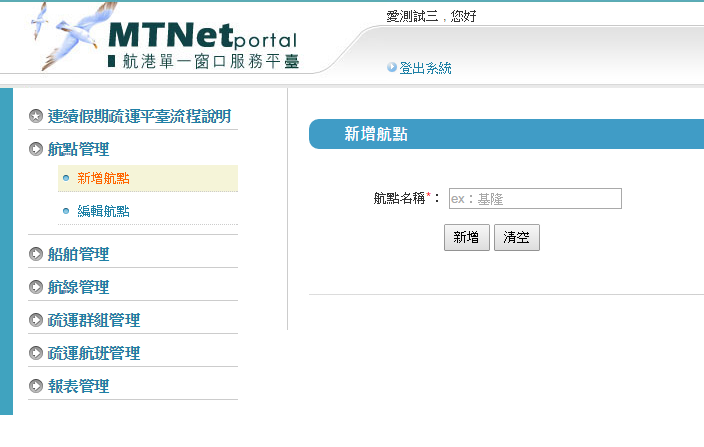 愛測試三，您好
MTNetportal
航港單一窗口服務平臺
登出系統
連續假期疏運平臺流程說明
航點管理
新增航點
編輯航點
船舶管理
航線管理
疏運群組管理
疏運航班管理
報表管理
新增航點
航點名稱*：
ex：基隆
新增 清空